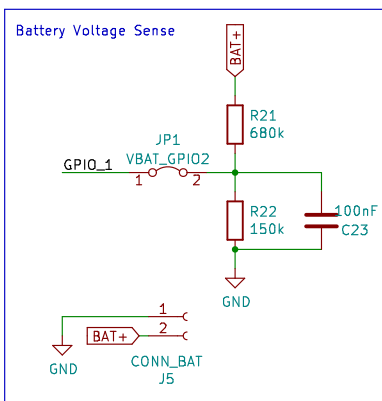 Battery Voltage Sense
BAT+
R21
680k
JP1
VBAT_GPIO2
GPIO_1
1
2
R22
150k
100nF
C23
GND
1
2
BAT+
GND
CONN_BAT
J5